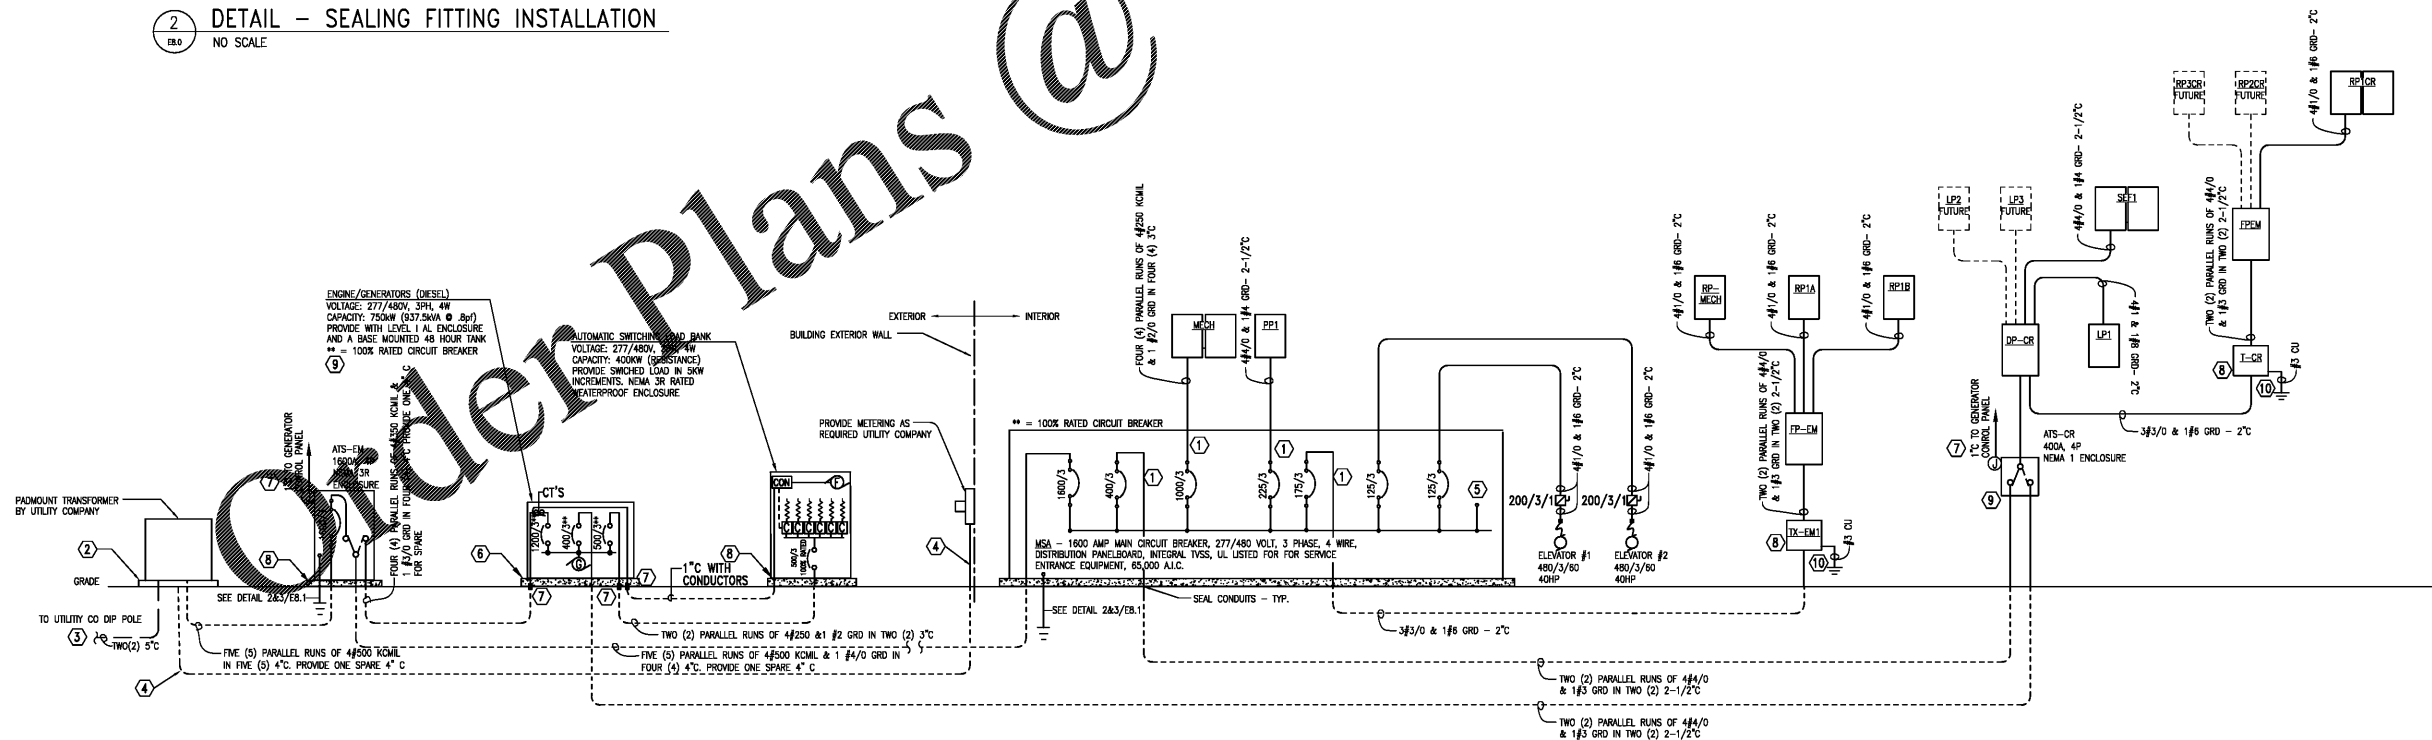 2
E8.0
DETAIL – SEALING FITTING INSTALLATION
NO SCALE
Order Plans @
ENGINE/GENERATORS (DIESEL)
VOLTAGE: 277/480V, 3PH, 4W
CAPACITY: 750kW (937.5kVA @ .8pf)
PROVIDE WITH LEVEL I AL ENCLOSURE
AND A BASE MOUNTED 48 HOUR TANK
** = 100% RATED CIRCUIT BREAKER
9
AUTOMATIC SWITCHING LOAD BANK
VOLTAGE: 277/480V, 4W
CAPACITY: 400KW (RESISTANCE)
PROVIDE SWICHED LOAD IN 5KW
INCREMENTS. NEMA 3R RATED
WEATERPROOF ENCLOSURE
EXTERIOR
INTERIOR
BUILDING EXTERIOR WALL
PROVIDE METERING AS
REQUIRED UTILITY COMPANY
PADMOUNT TRANSFORMER
BY UTILITY COMPANY
2
GRADE
TO UTILITY CO DIP POLE
3
TWO(2) 5"C
4
TO GENERATOR
CONTROL PANEL
7
ATS-EM
1600A, 4P
NEMA 3R
ENCLOSURE
8
SEE DETAIL 2&3/E8.1
FOUR (4) PARALLEL RUNS OF 4#350 KCMIL &
1 #3/0 GRD IN FOUR PROVIDE ONE C
FOR SPARE
FIVE (5) PARALLEL RUNS OF 4#500 KCMIL
IN FIVE (5) 4"C. PROVIDE ONE SPARE 4" C
CT'S
1200/3**
400/3**
500/3**
G
6
7
7
7
1"C WITH
CONDUCTORS
CON
F
C C C C C C
500/3
100% RATED
8
TWO (2) PARALLEL RUNS OF 4#250 &1 #2 GRD IN TWO (2) 3"C
FIVE (5) PARALLEL RUNS OF 4#500 KCMIL & 1 #4/0 GRD IN
FOUR (4) 4"C. PROVIDE ONE SPARE 4" C
4
** = 100% RATED CIRCUIT BREAKER
FOUR (4) PARALLEL RUNS OF 4#250 KCMIL
& 1 #2/0 GRD IN FOUR (4) 3"C
MECH
4#4/0 & 1#4 GRD- 2-1/2"C
PP1
1
1
1
1
1600/3
400/3
1000/3
225/3
175/3
125/3
125/3
5
MSA – 1600 AMP MAIN CIRCUIT BREAKER, 277/480 VOLT, 3 PHASE, 4 WIRE,
DISTRIBUTION PANELBOARD, INTEGRAL TVSS, UL LISTED FOR FOR SERVICE
ENTRANCE EQUIPMENT, 65,000 A.I.C.
SEAL CONDUITS – TYP.
SEE DETAIL 2&3/E8.1
3#3/0 & 1#6 GRD – 2"C
4#1/0 & 1#6 GRD- 2"C
4#1/0 & 1#6 GRD- 2"C
200/3/1
200/3/1
ELEVATOR #1
480/3/60
40HP
ELEVATOR #2
480/3/60
40HP
4#1/0 & 1#6 GRD- 2"C
4#1/0 & 1#6 GRD- 2"C
4#1/0 & 1#6 GRD- 2"C
RP-
MECH
RP1A
RP1B
TWO (2) PARALLEL RUNS OF 4#4/0
& 1#3 GRD IN TWO (2) 2-1/2"C
FP-EM
TX-EM1
8
10
#3 CU
TWO (2) PARALLEL RUNS OF 4#4/0
& 1#3 GRD IN TWO (2) 2-1/2"C
TWO (2) PARALLEL RUNS OF 4#4/0
& 1#3 GRD IN TWO (2) 2-1/2"C
LP2
FUTURE
LP3
FUTURE
4#4/0 & 1#4 GRD- 2-1/2"C
SEF1
DP-CR
LP1
4#1 & 1#8 GRD- 2"C
1"C TO GENERATOR
CONROL PANEL
7
J
ATS-CR
400A, 4P
NEMA 1 ENCLOSURE
9
3#3/0 & 1#6 GRD – 2"C
RP3CR
FUTURE
RP2CR
FUTURE
4#1/0 & 1#6 GRD- 2"C
RP1CR
TWO (2) PARALLEL RUNS OF 4#4/0
& 1#3 GRD IN TWO (2) 2-1/2"C
FPEM
T-CR
8
10
#3 CU